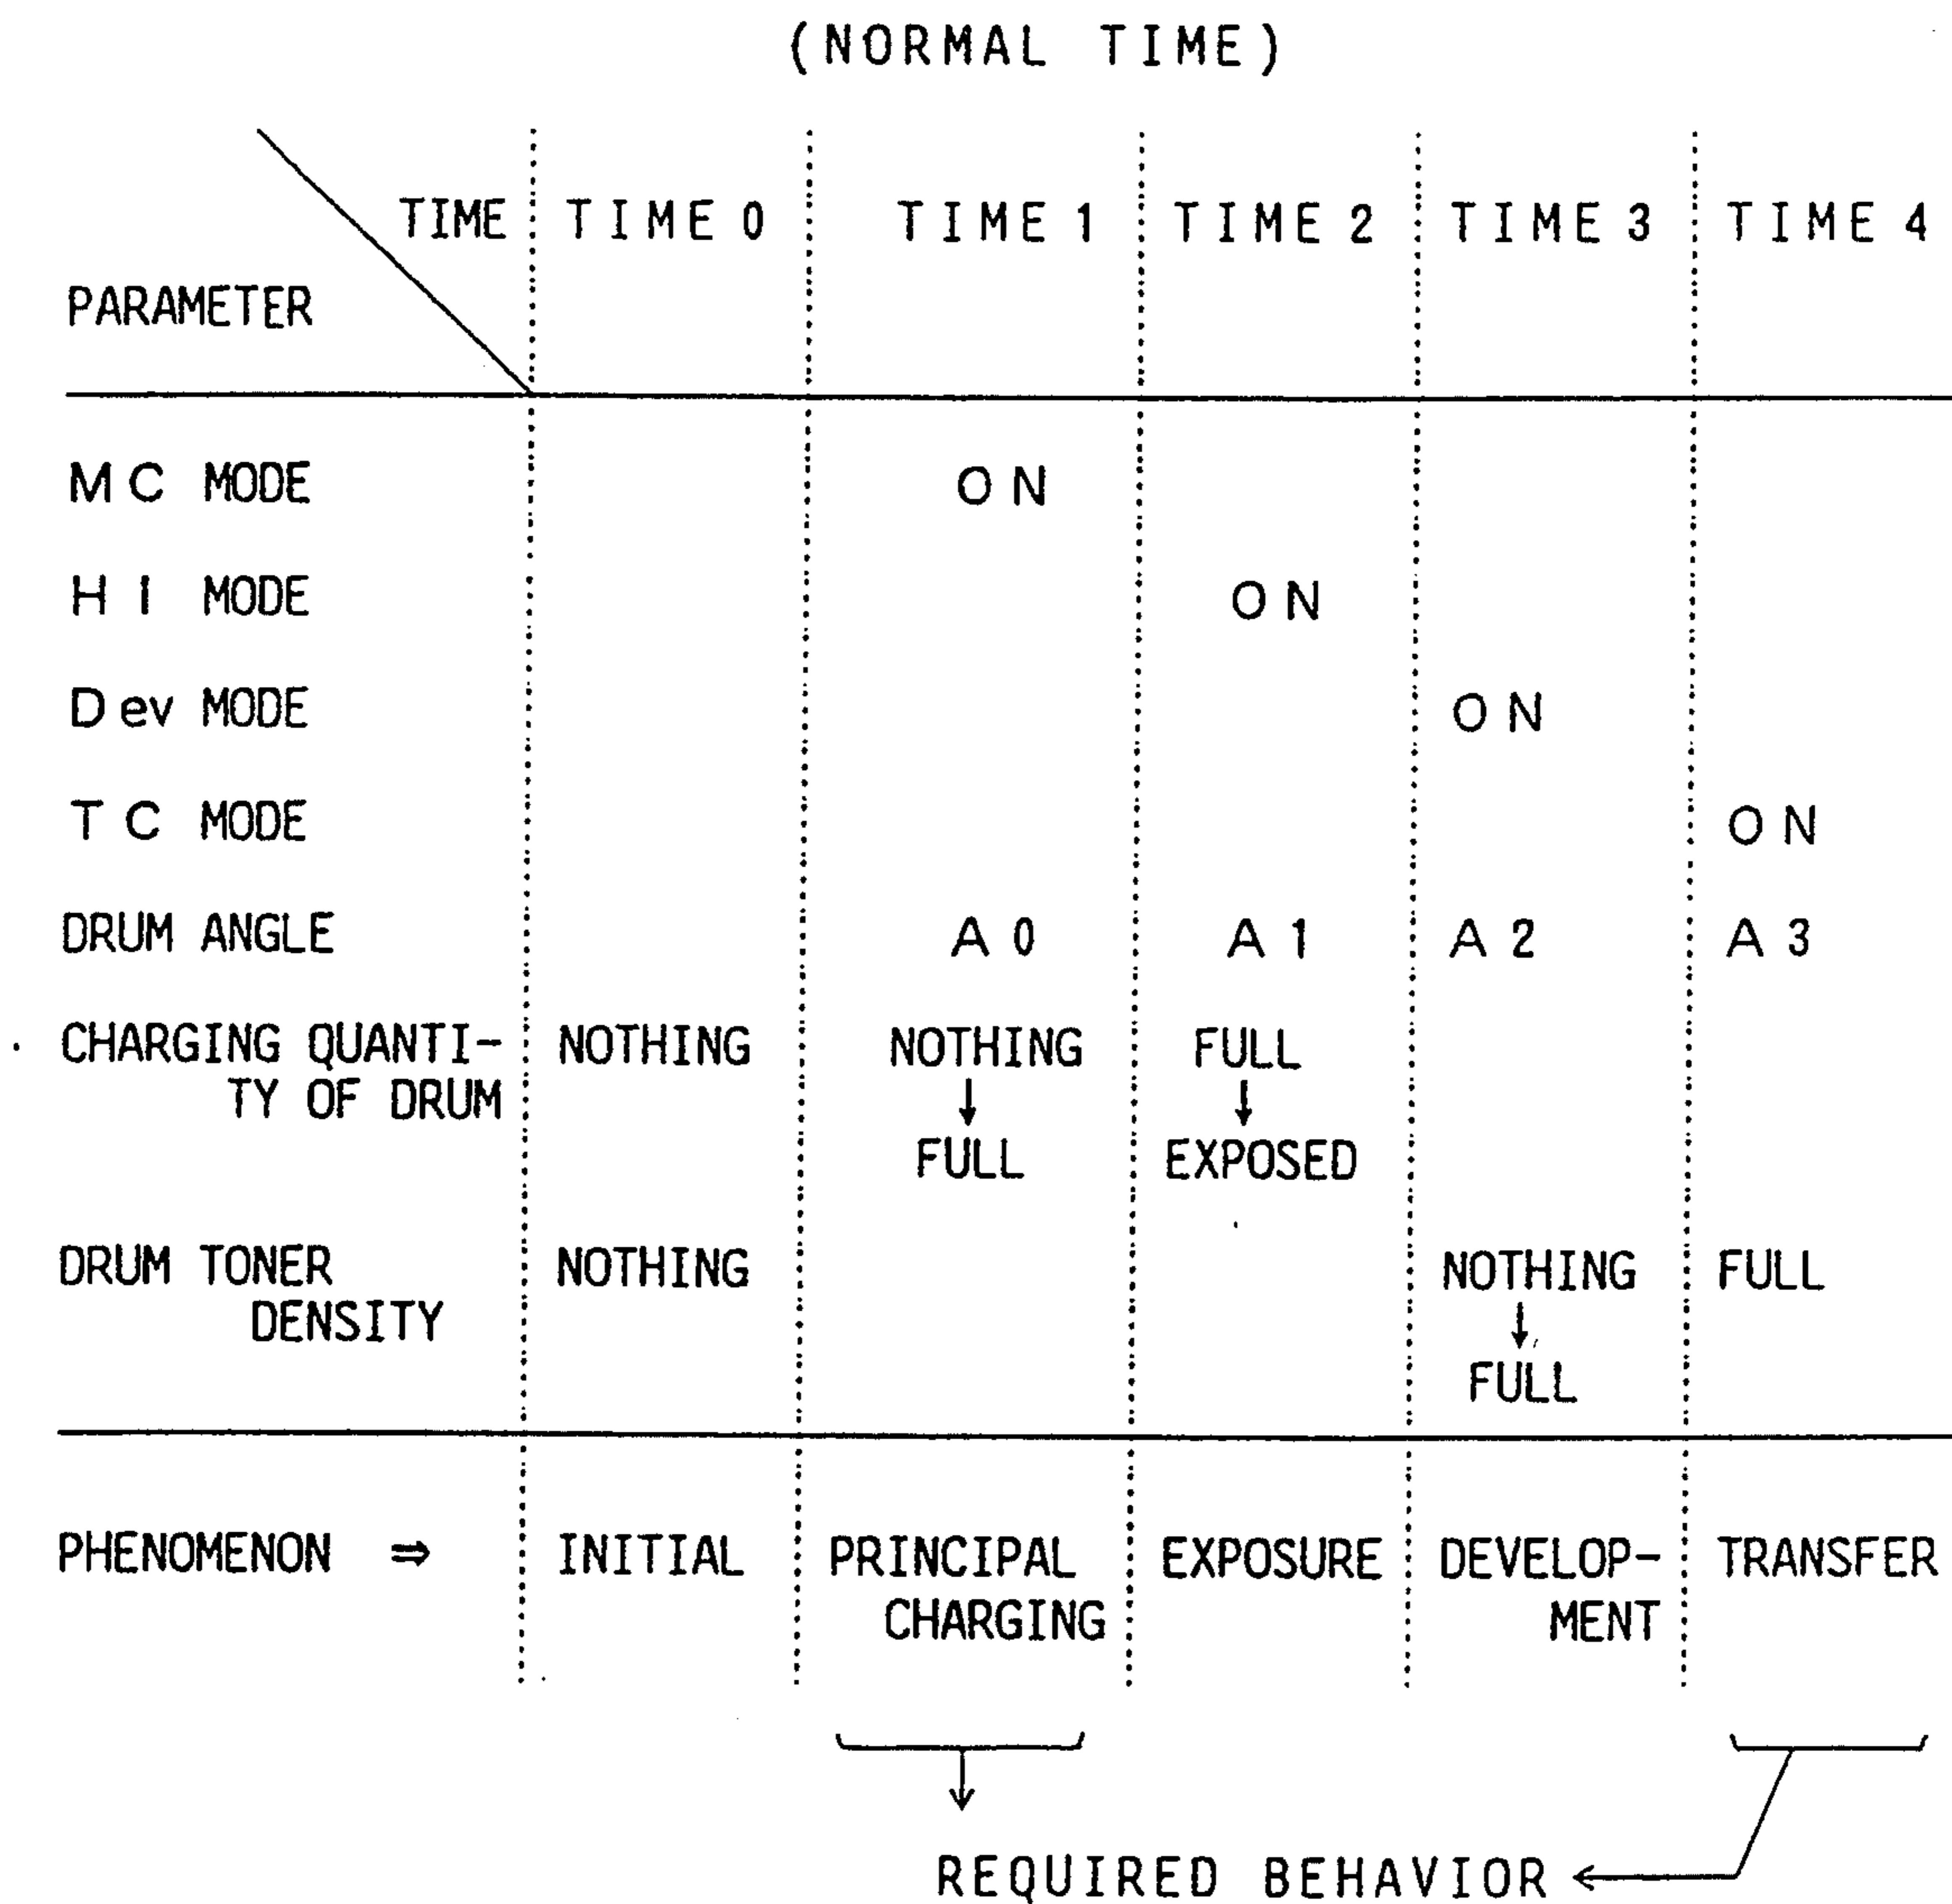 (NORMAL TIME)
TIME TIME 0 TIME 1 TIME 2 TIME 3 TIME 4
PARAMETER
MC MODE ON
HI MODE ON
Dev MODE ON
TC MODE ON
DRUM ANGLE A0 A1 A2 A3
CHARGING QUANTI- NOTHING NOTHING FULL
TY OF DRUM ↓ ↓
FULL EXPOSED
DRUM TONER NOTHING NOTHING FULL
DENSITY ↓
FULL
PHENOMENON ⇒ INITIAL PRINCIPAL EXPOSURE DEVELOP- TRANSFER
CHARGING MENT
REQUIRED BEHAVIOR